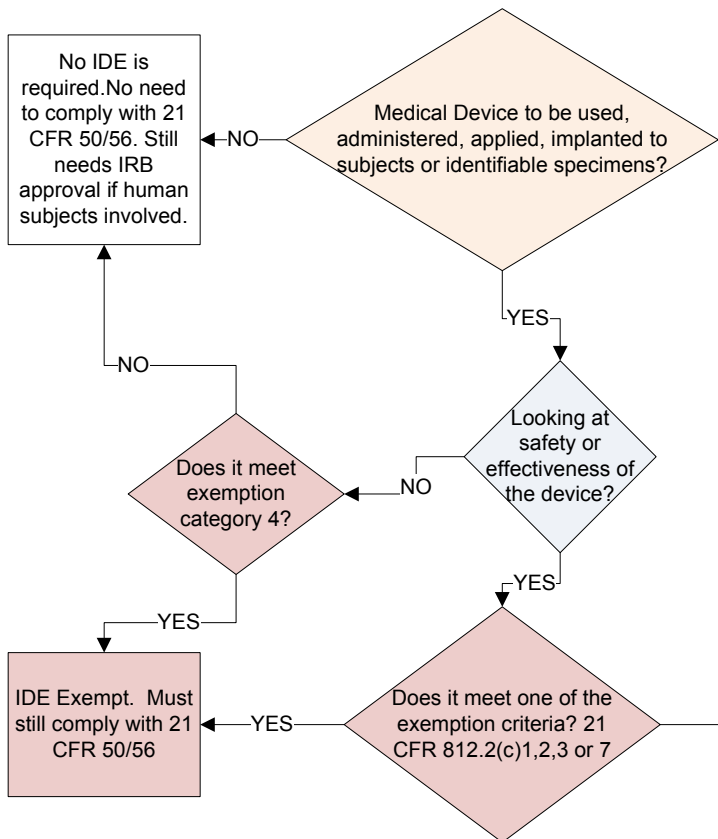 No IDE is
required.No need
to comply with 21
CFR 50/56. Still
needs IRB
approval if human
subjects involved.
NO
Medical Device to be used,
administered, applied, implanted to
subjects or identifiable specimens?
YES
NO
Looking at
safety or
effectiveness of
the device?
Does it meet
exemption
category 4?
NO
YES
YES
IDE Exempt. Must
still comply with 21
CFR 50/56
YES
Does it meet one of the
exemption criteria? 21
CFR 812.2(c)1,2,3 or 7